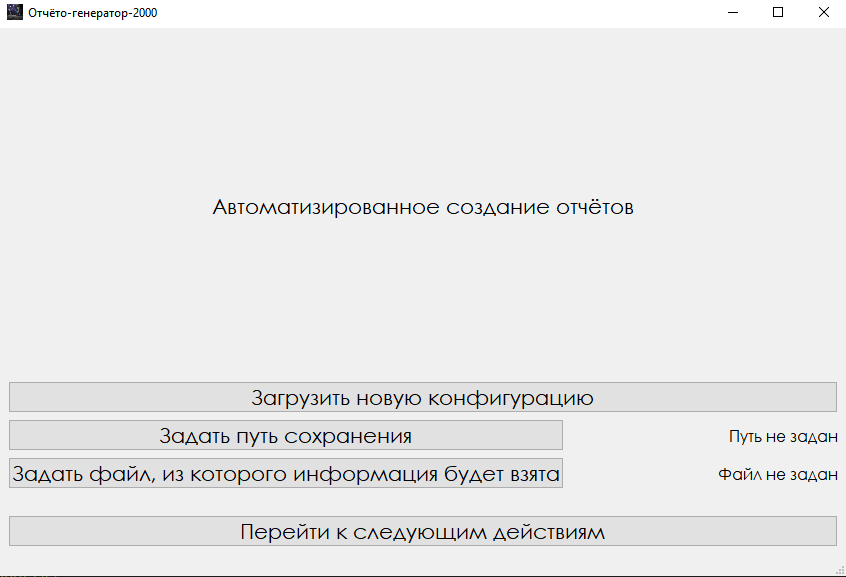 Отчёто-генератор-2000
Автоматизированное создание отчётов
Загрузить новую конфигурацию
Задать путь сохранения
Путь не задан
Задать файл, из которого информация будет взята
Файл не задан
Перейти к следующим действиям